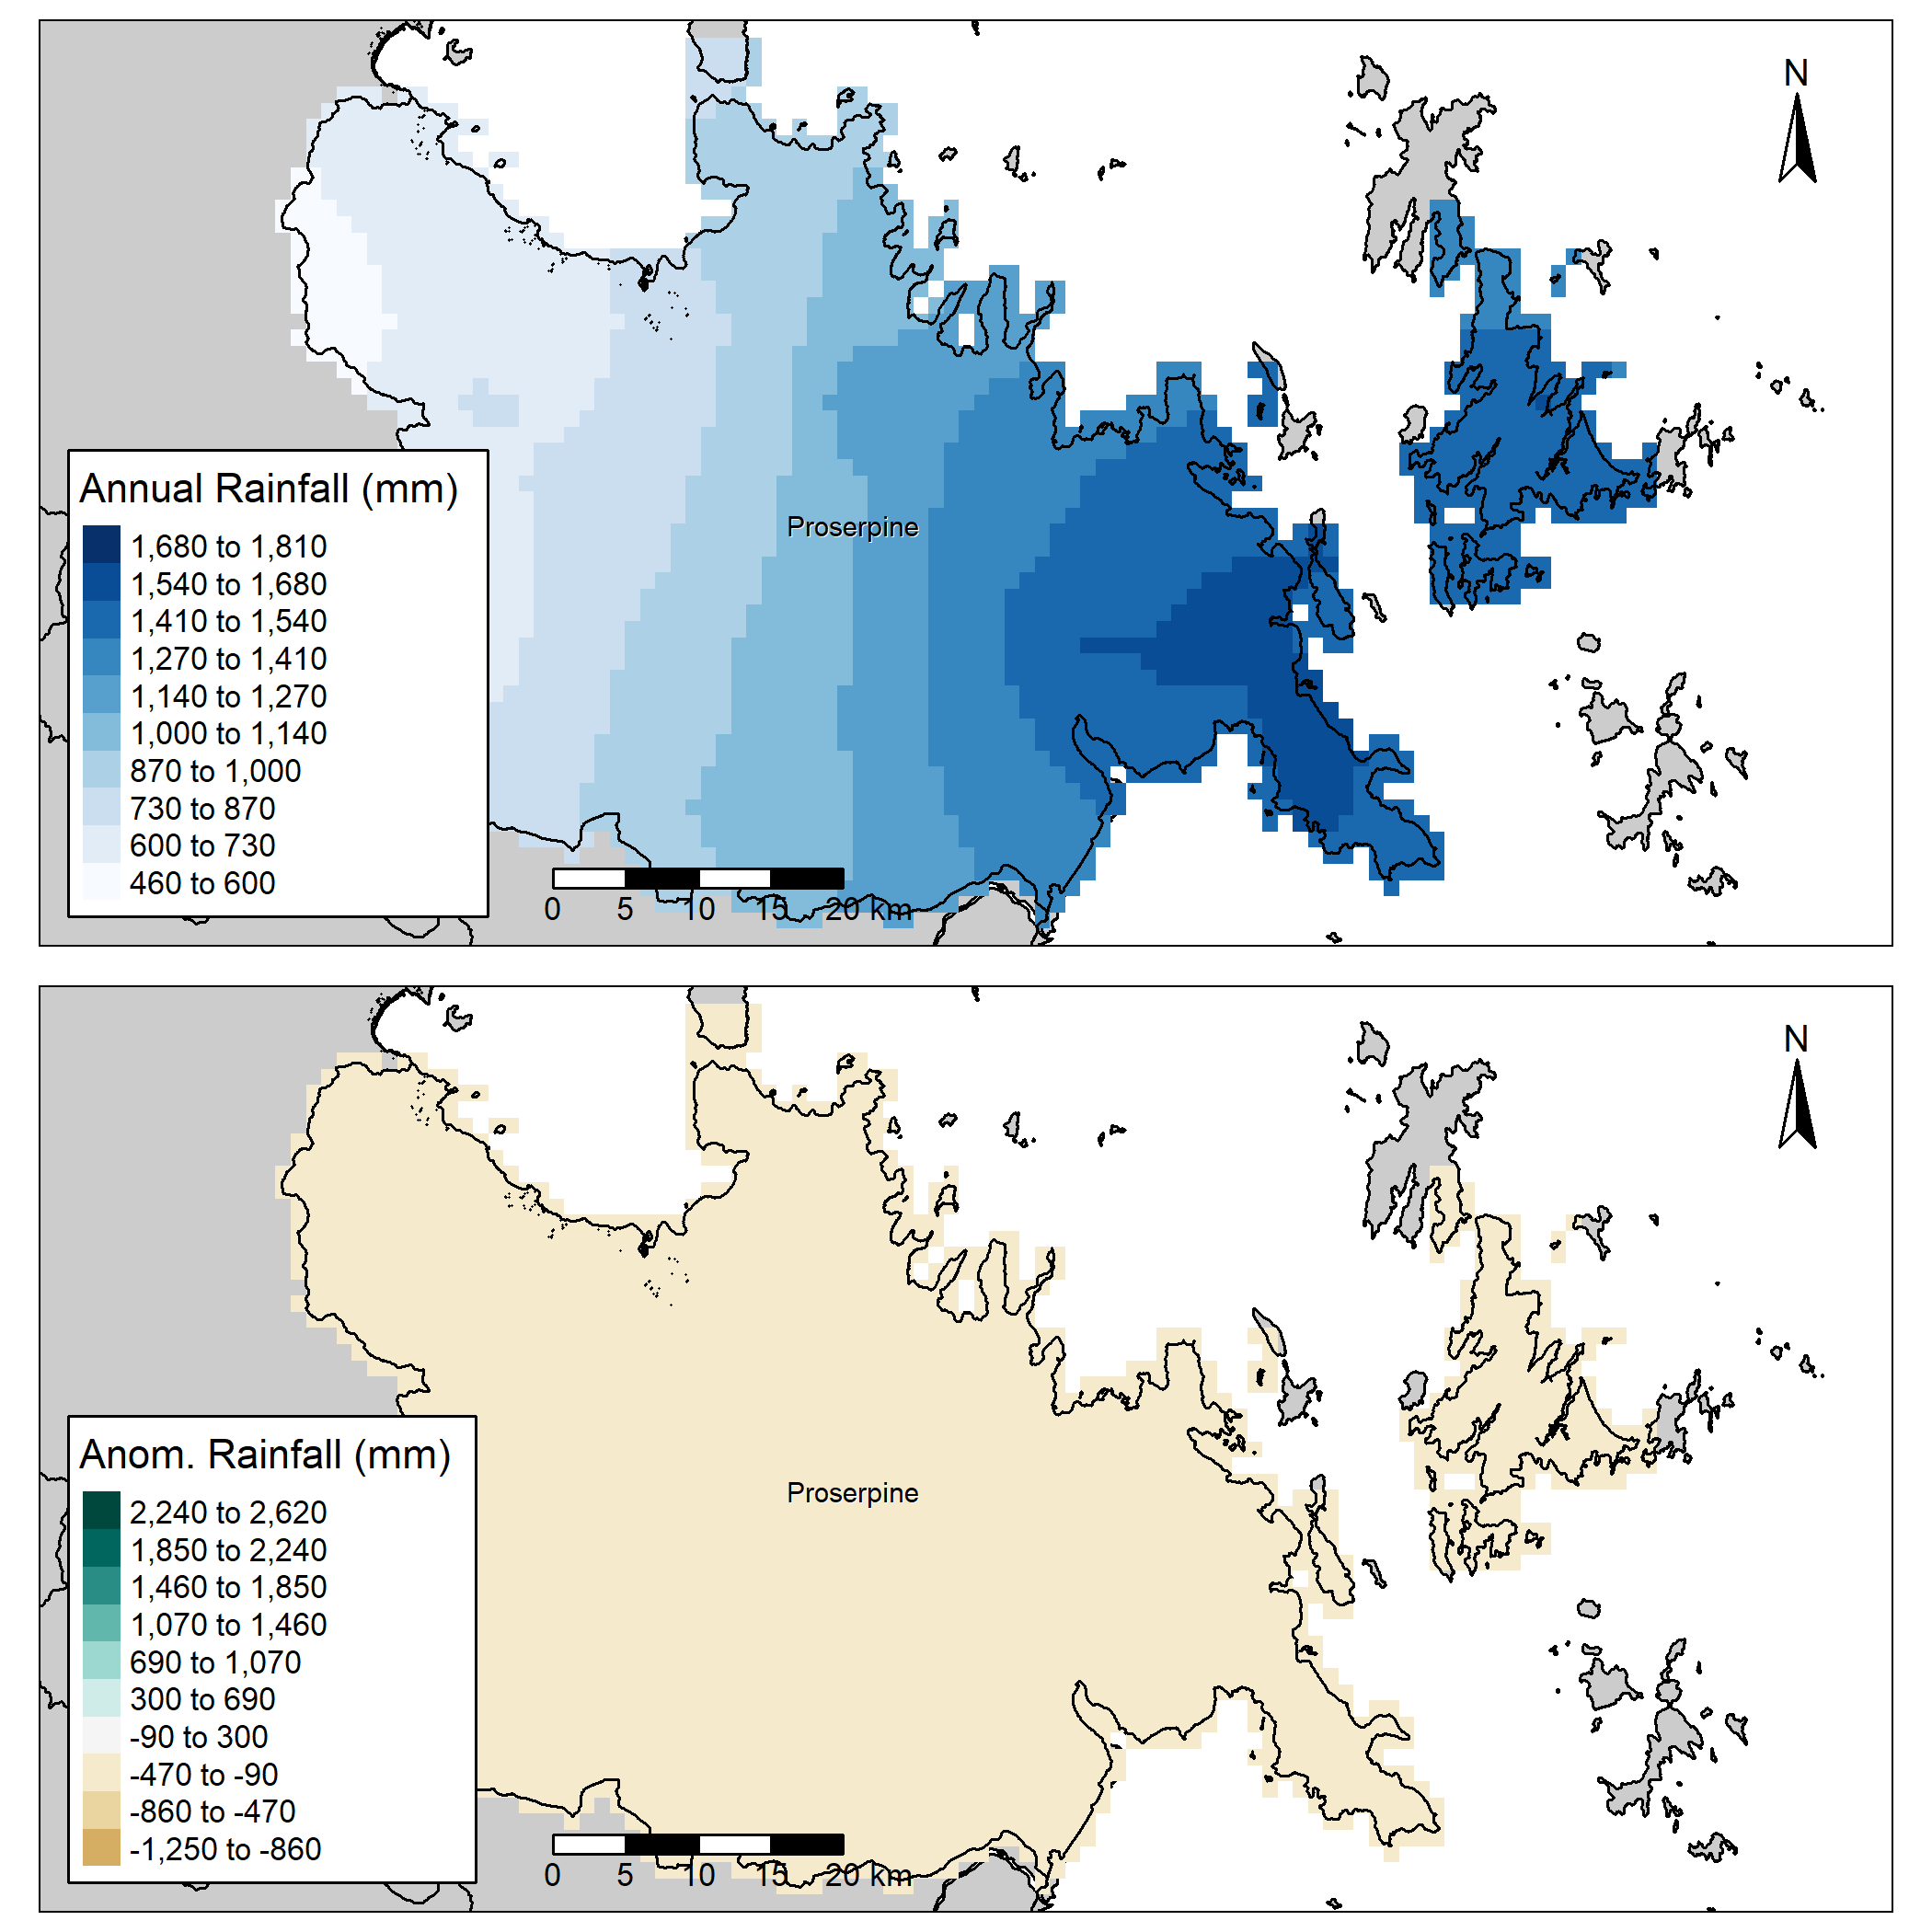 N
Proserpine
Annual Rainfall (mm)
1,680 to 1,810
1,540 to 1,680
1,410 to 1,540
1,270 to 1,410
1,140 to 1,270
1,000 to 1,140
870 to 1,000
730 to 870
600 to 730
460 to 600
0 5 10 15 20 km
N
Proserpine
Anom. Rainfall (mm)
2,240 to 2,620
1,850 to 2,240
1,460 to 1,850
1,070 to 1,460
690 to 1,070
300 to 690
-90 to 300
-470 to -90
-860 to -470
-1,250 to -860
0 5 10 15 20 km